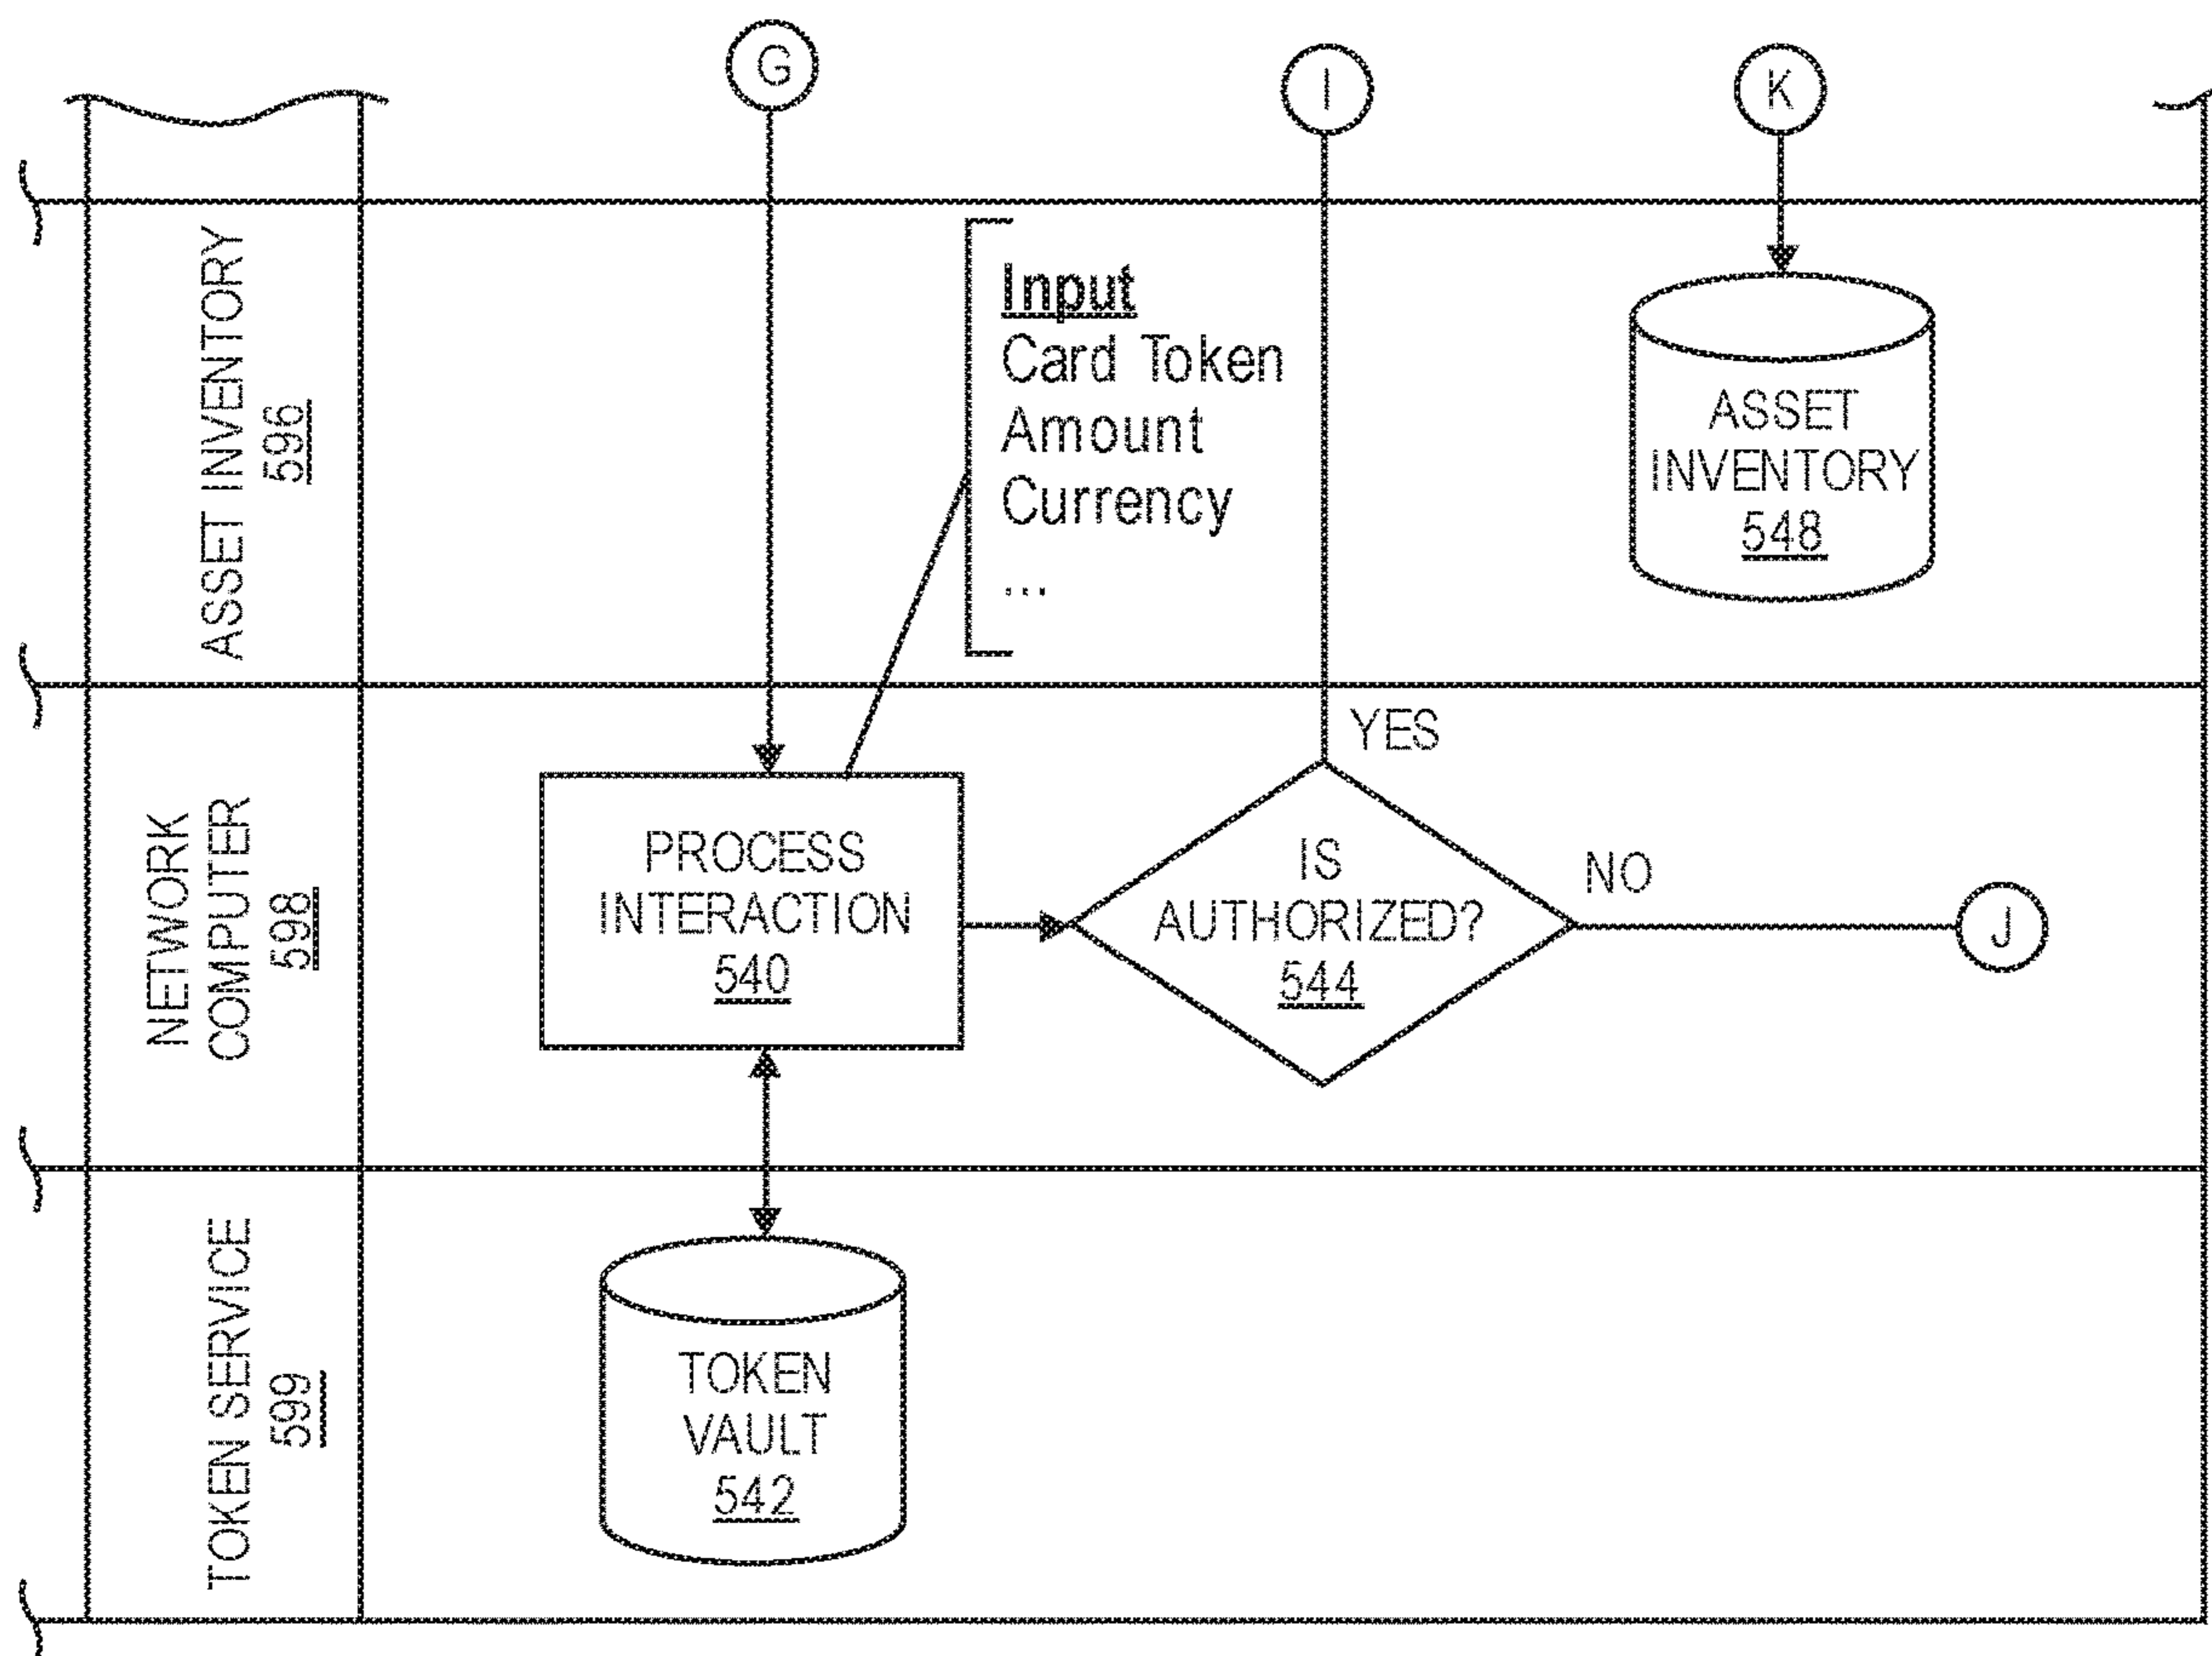 G
I
K
ASSET INVENTORY
596
Input
Card Token
Amount
Currency
...
ASSET
INVENTORY
548
NETWORK
COMPUTER
598
PROCESS
INTERACTION
540
YES
IS
AUTHORIZED?
544
NO
J
TOKEN SERVICE
599
TOKEN
VAULT
542